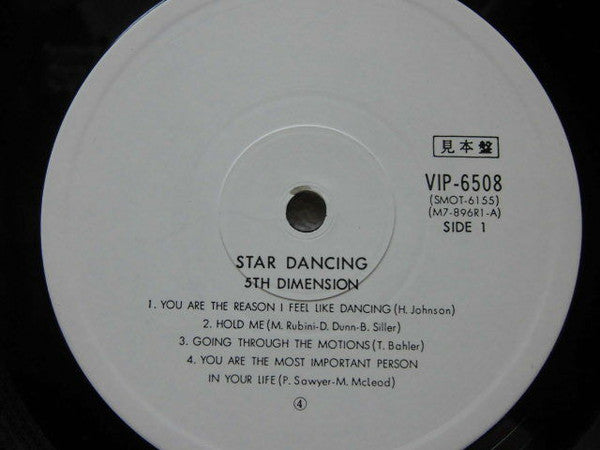 見本盤
VIP-6508
(SMOT-6155)
(M7-896R1-A)
SIDE 1
STAR DANCING
5TH DIMENSION
1. YOU ARE THE REASON I FEEL LIKE DANCING (H. Johnson)
2. HOLD ME (M. Rubini-D. Dunn-B. Siller)
3. GOING THROUGH THE MOTIONS (T. Bahler)
4. YOU ARE THE MOST IMPORTANT PERSON
IN YOUR LIFE (P. Sawyer-M. McLeod)
④